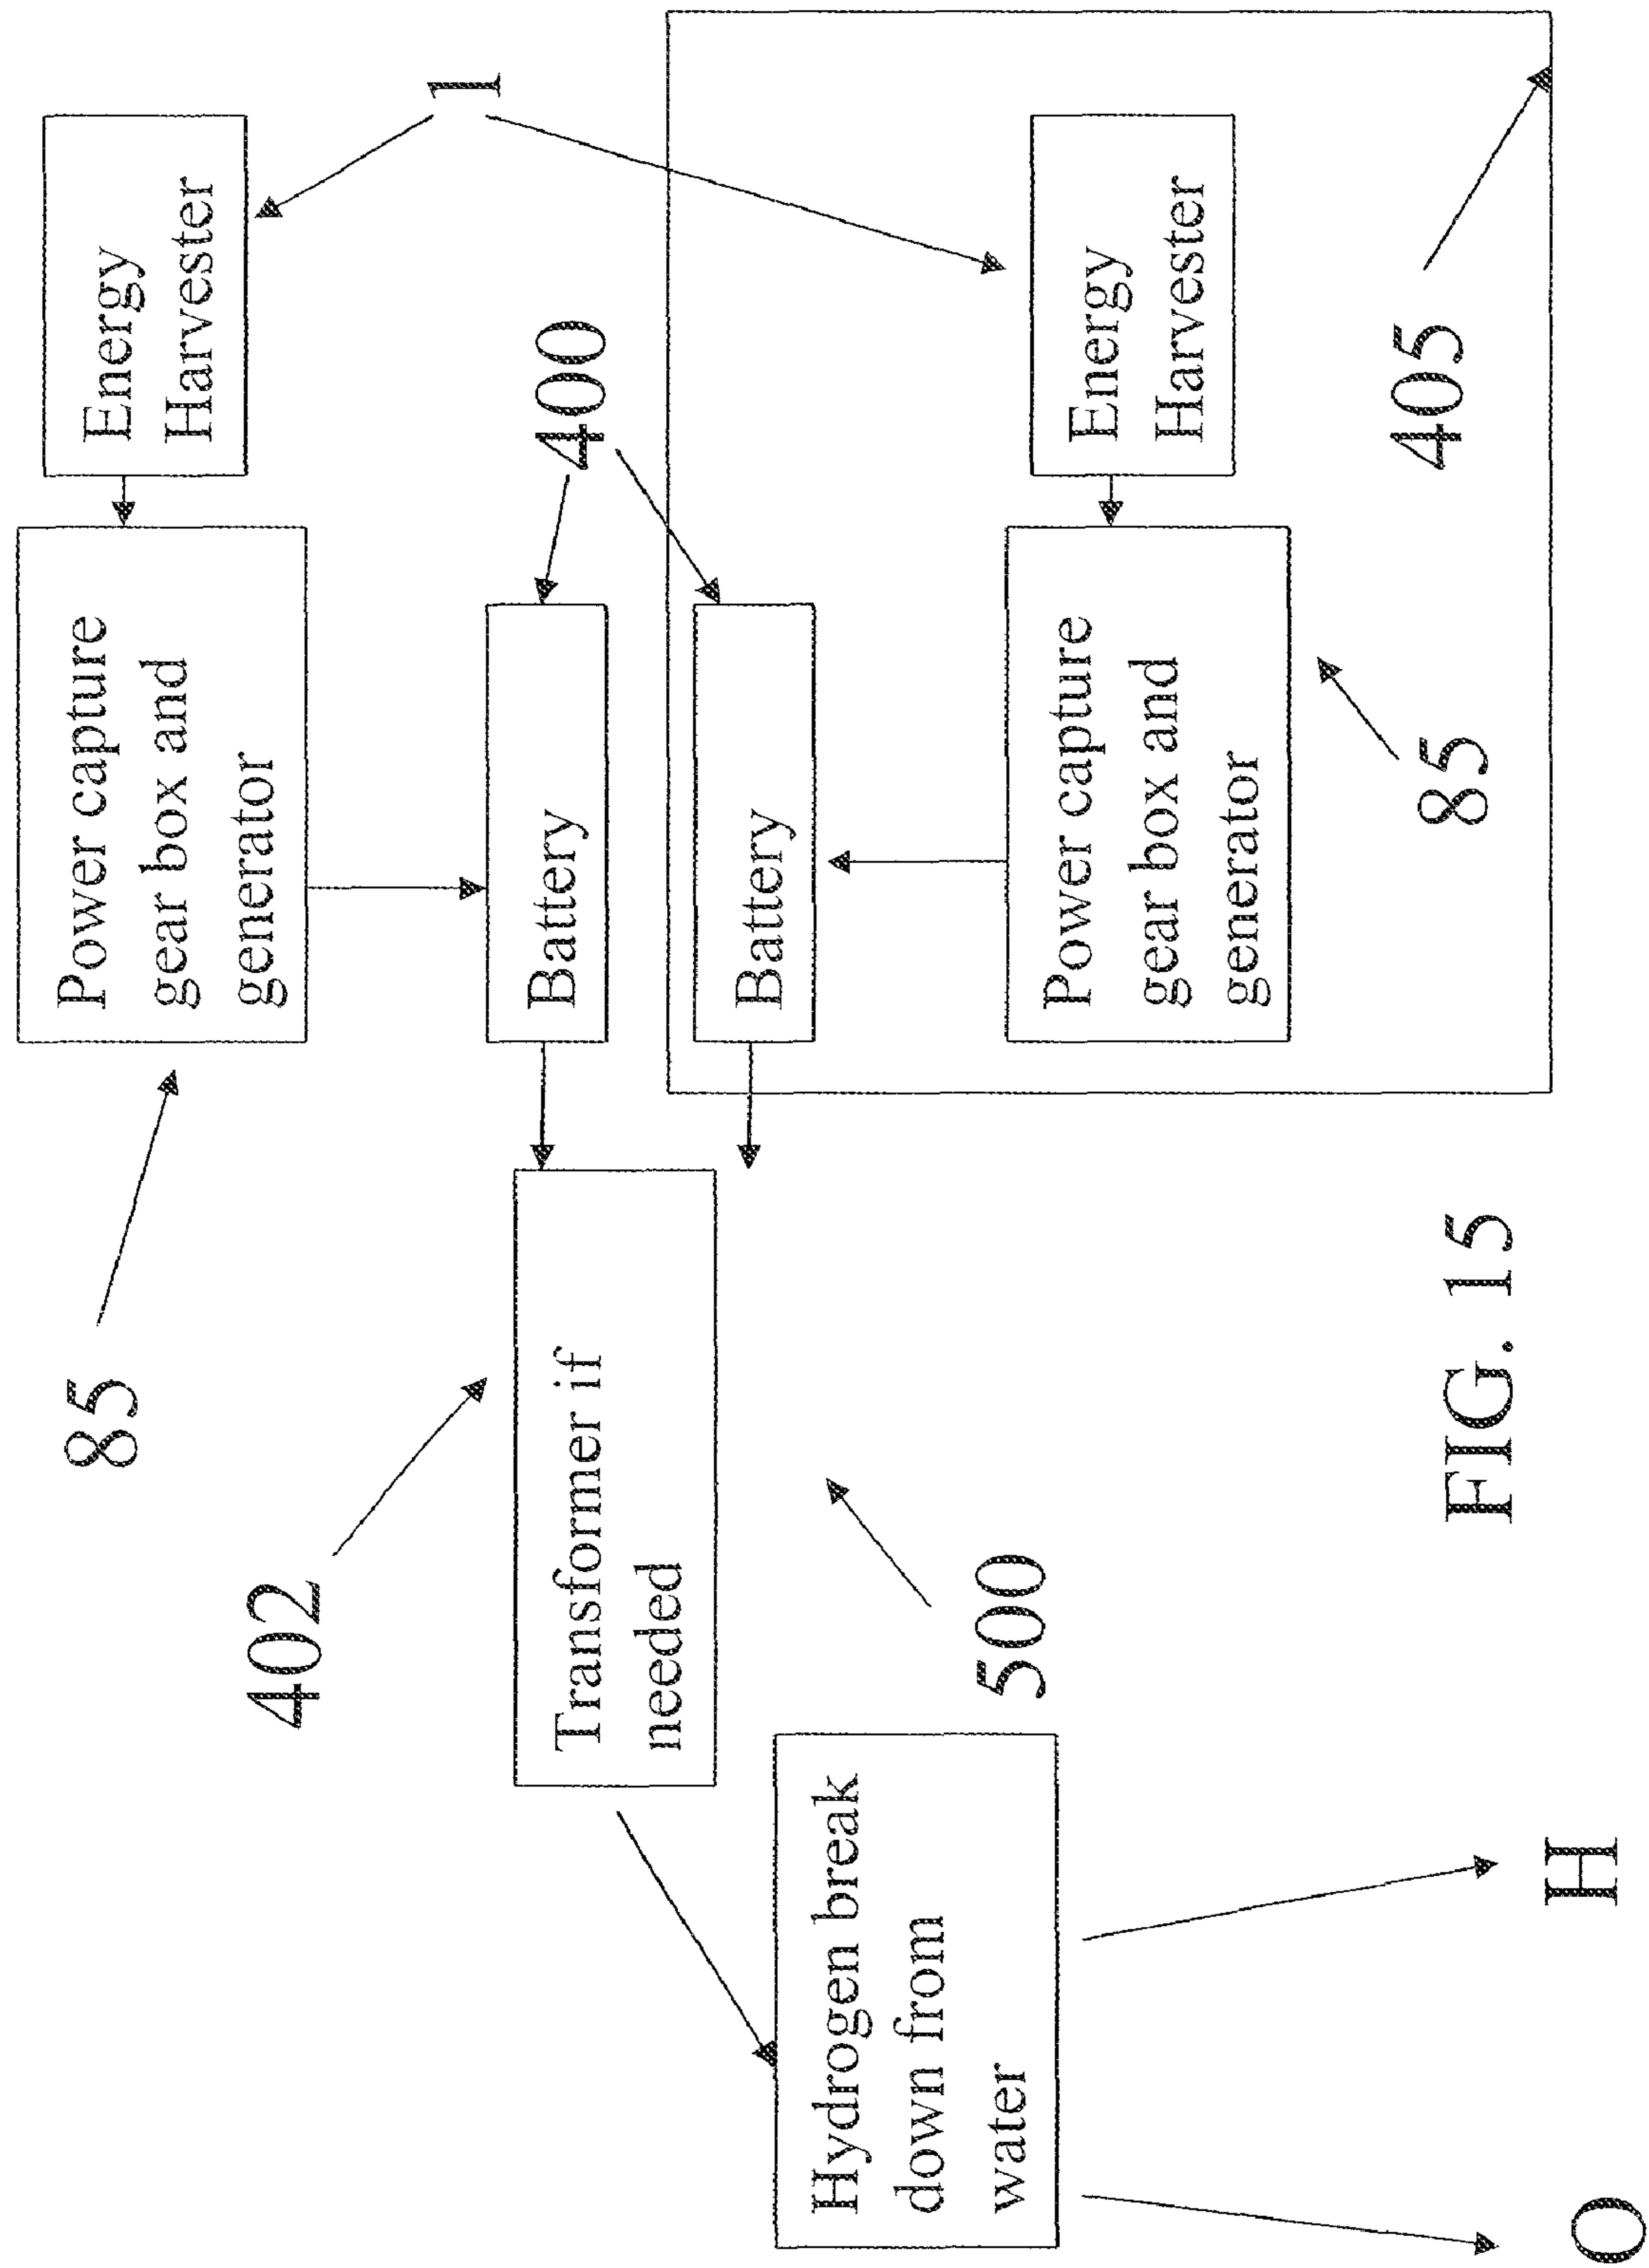 85
Power capture
gear box and
generator
Energy
Harvester
402
1
400
Transformer if
needed
Battery
Battery
Hydrogen break
down from
water
500
Power capture
gear box and
generator
Energy
Harvester
85
405
FIG. 15
O
H